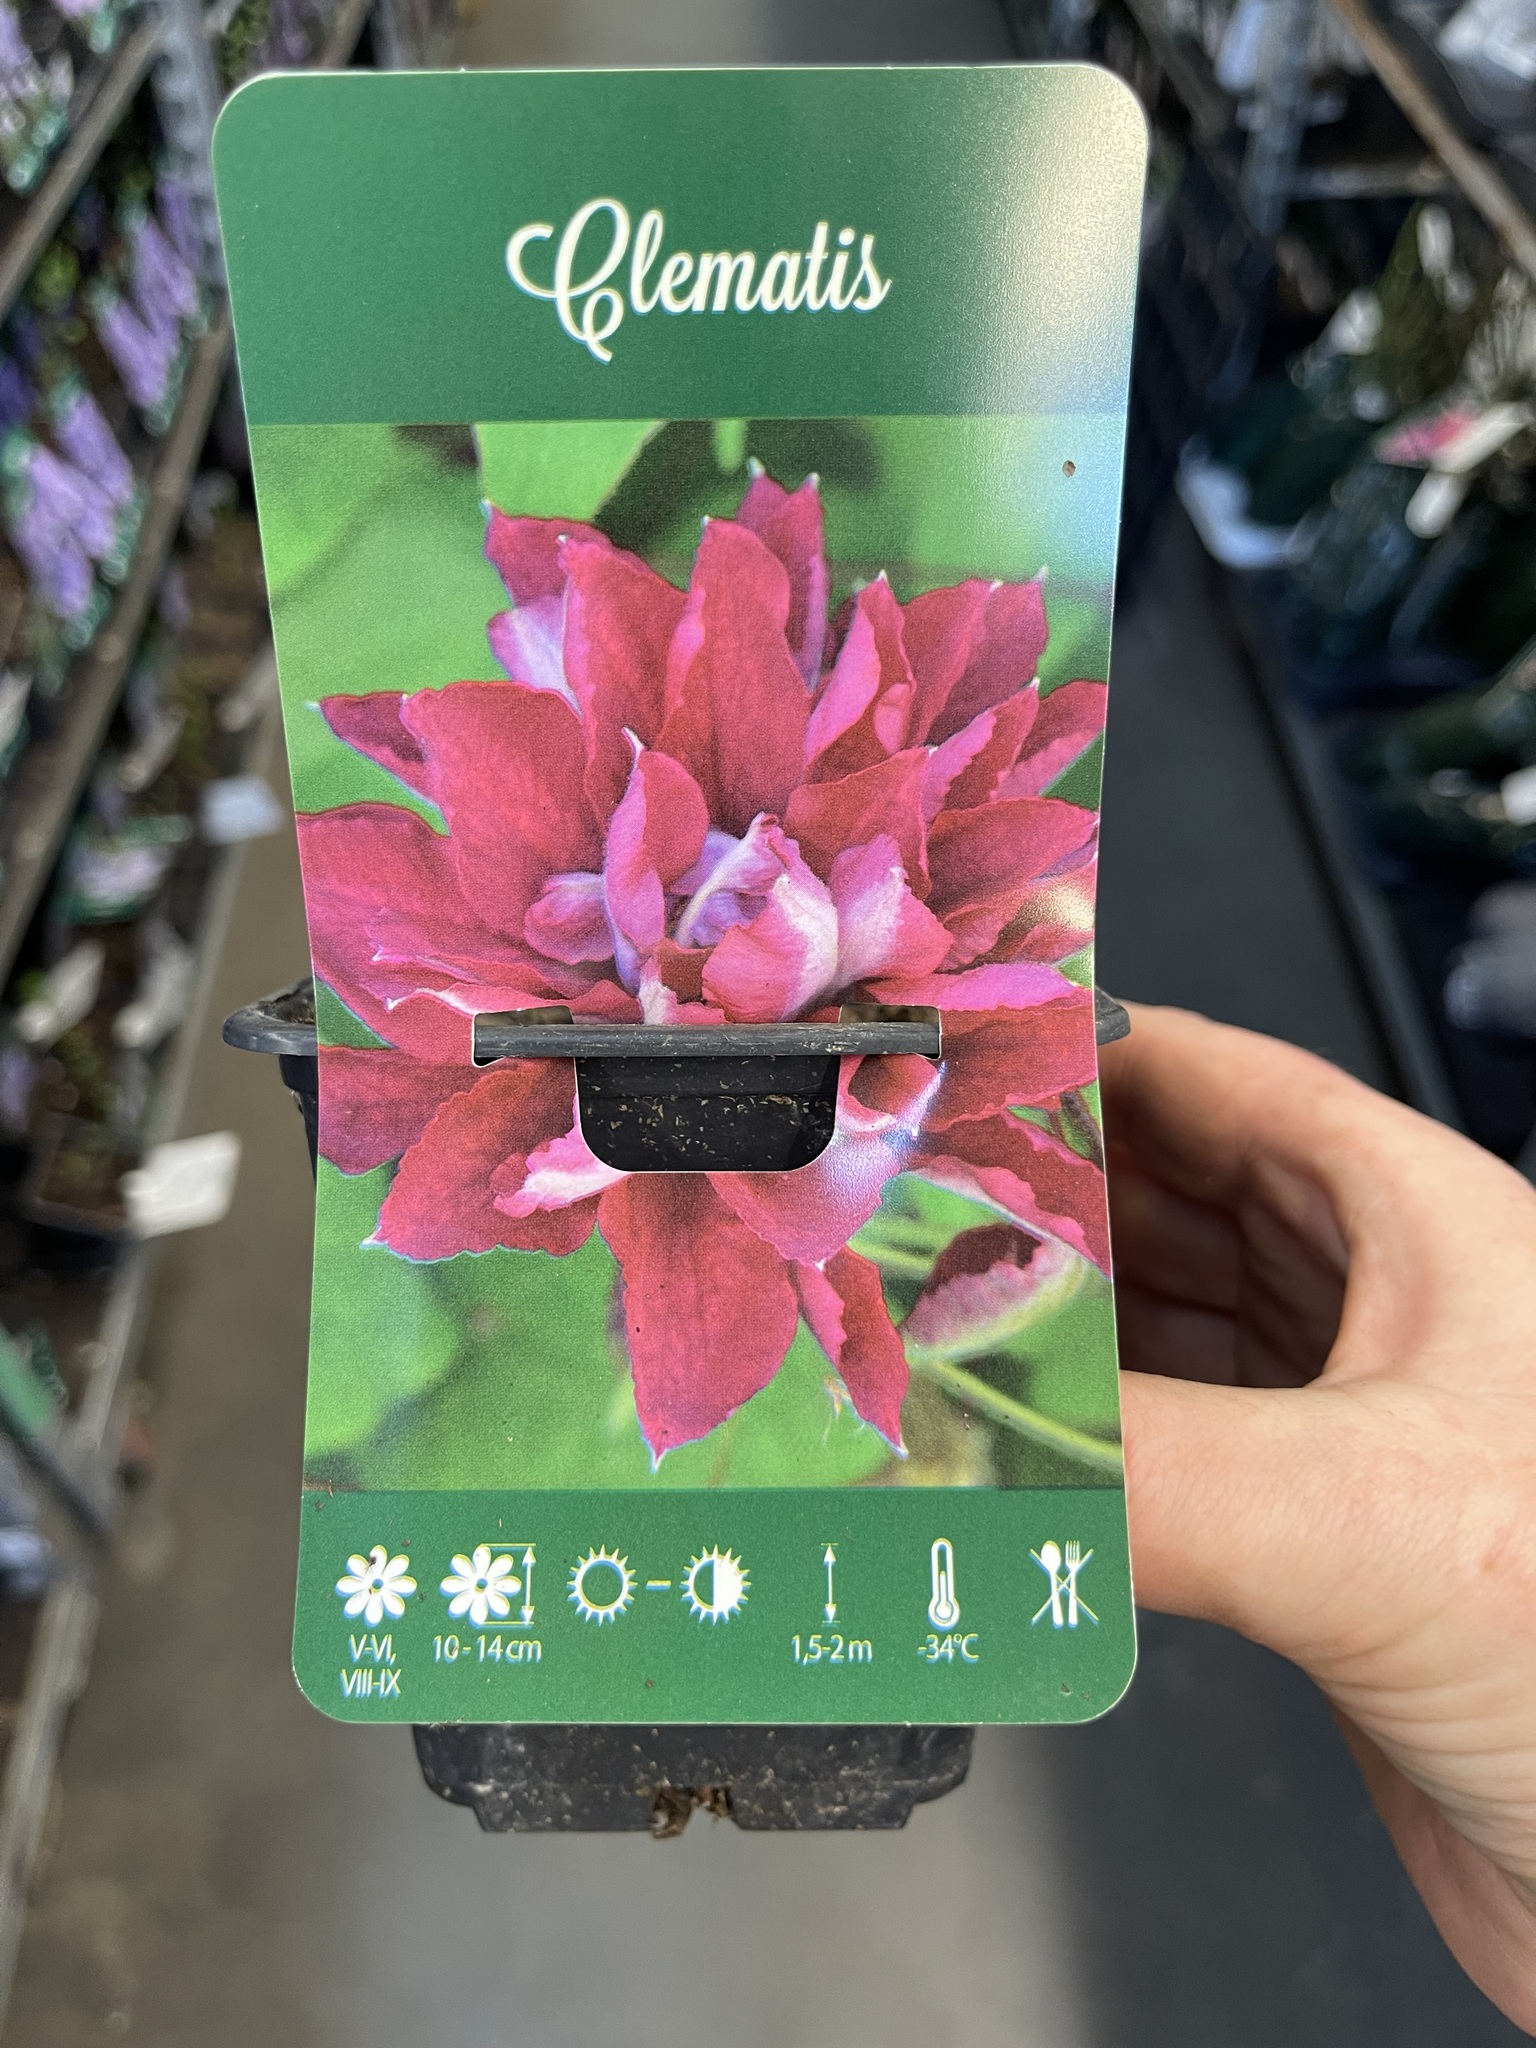 Clematis
V-VI,
VIII-IX
10-14cm
1,5-2m
-34°C